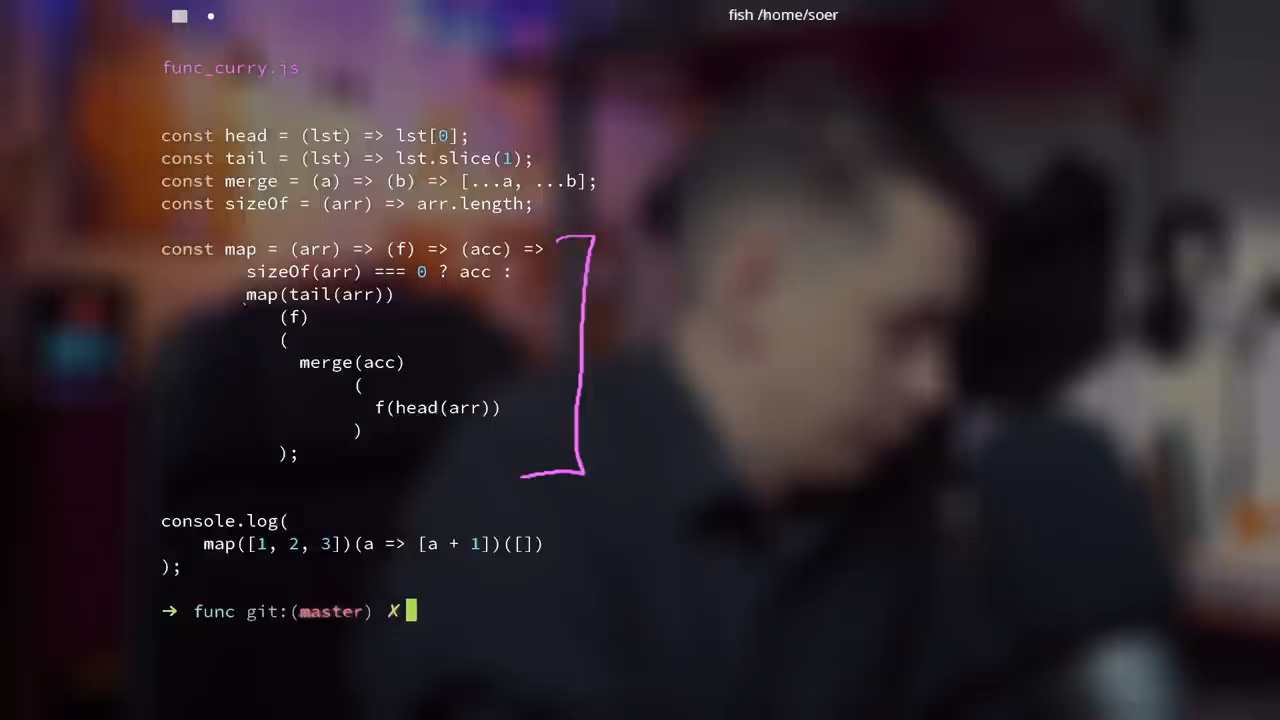 fish /home/soer
func_curry.js
const head = (lst) => lst[0];
const tail = (lst) => lst.slice(1);
const merge = (a) => (b) => [...a, ...b];
const sizeOf = (arr) => arr.length;
const map = (arr) => (f) => (acc) =>
sizeOf(arr) === 0 ? acc :
map(tail(arr))
(f)
(
merge(acc)
(
f(head(arr))
)
);
console.log(
map([1, 2, 3])(a => [a + 1])([])
);
➜ func git:(master) ✗